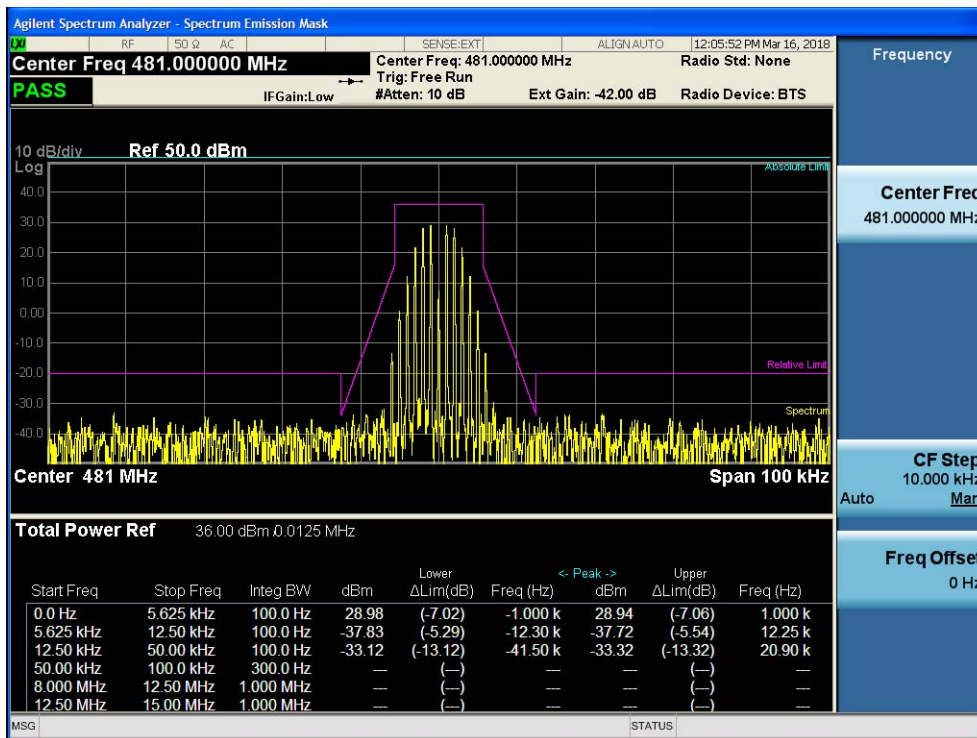 Agilent Spectrum Analyzer - Spectrum Emission Mask
LXI RF 50 Ω AC SENSE:EXT ALIGN AUTO 12:05:52 PM Mar 16, 2018
Center Freq 481.000000 MHz
Center Freq: 481.000000 MHz Radio Std: None
Trig: Free Run
PASS IFGain:Low #Atten: 10 dB Ext Gain: -42.00 dB Radio Device: BTS
10 dB/div Ref 50.0 dBm
Log Absolute Limit
40.0
30.0
20.0
10.0
0.00
-10.0
-20.0 Relative Limit
-30.0
Spectrum
-40.0
Center 481 MHz Span 100 kHz
Total Power Ref 36.00 dBm / 0.0125 MHz
Lower <- Peak -> Upper
Start Freq Stop Freq Integ BW dBm ΔLim(dB) Freq (Hz) dBm ΔLim(dB) Freq (Hz)
0.0 Hz 5.625 kHz 100.0 Hz 28.98 (-7.02) -1.000 k 28.94 (-7.06) 1.000 k
5.625 kHz 12.50 kHz 100.0 Hz -37.83 (-5.29) -12.30 k -37.72 (-5.54) 12.25 k
12.50 kHz 50.00 kHz 100.0 Hz -33.12 (-13.12) -41.50 k -33.32 (-13.32) 20.90 k
50.00 kHz 100.0 kHz 300.0 Hz --- (---) --- --- (---) ---
8.000 MHz 12.50 MHz 1.000 MHz --- (---) --- --- (---) ---
12.50 MHz 15.00 MHz 1.000 MHz --- (---) --- --- (---) ---
MSG STATUS
Frequency
Center Freq
481.000000 MHz
CF Step
10.000 kHz
Auto Man
Freq Offset
0 Hz